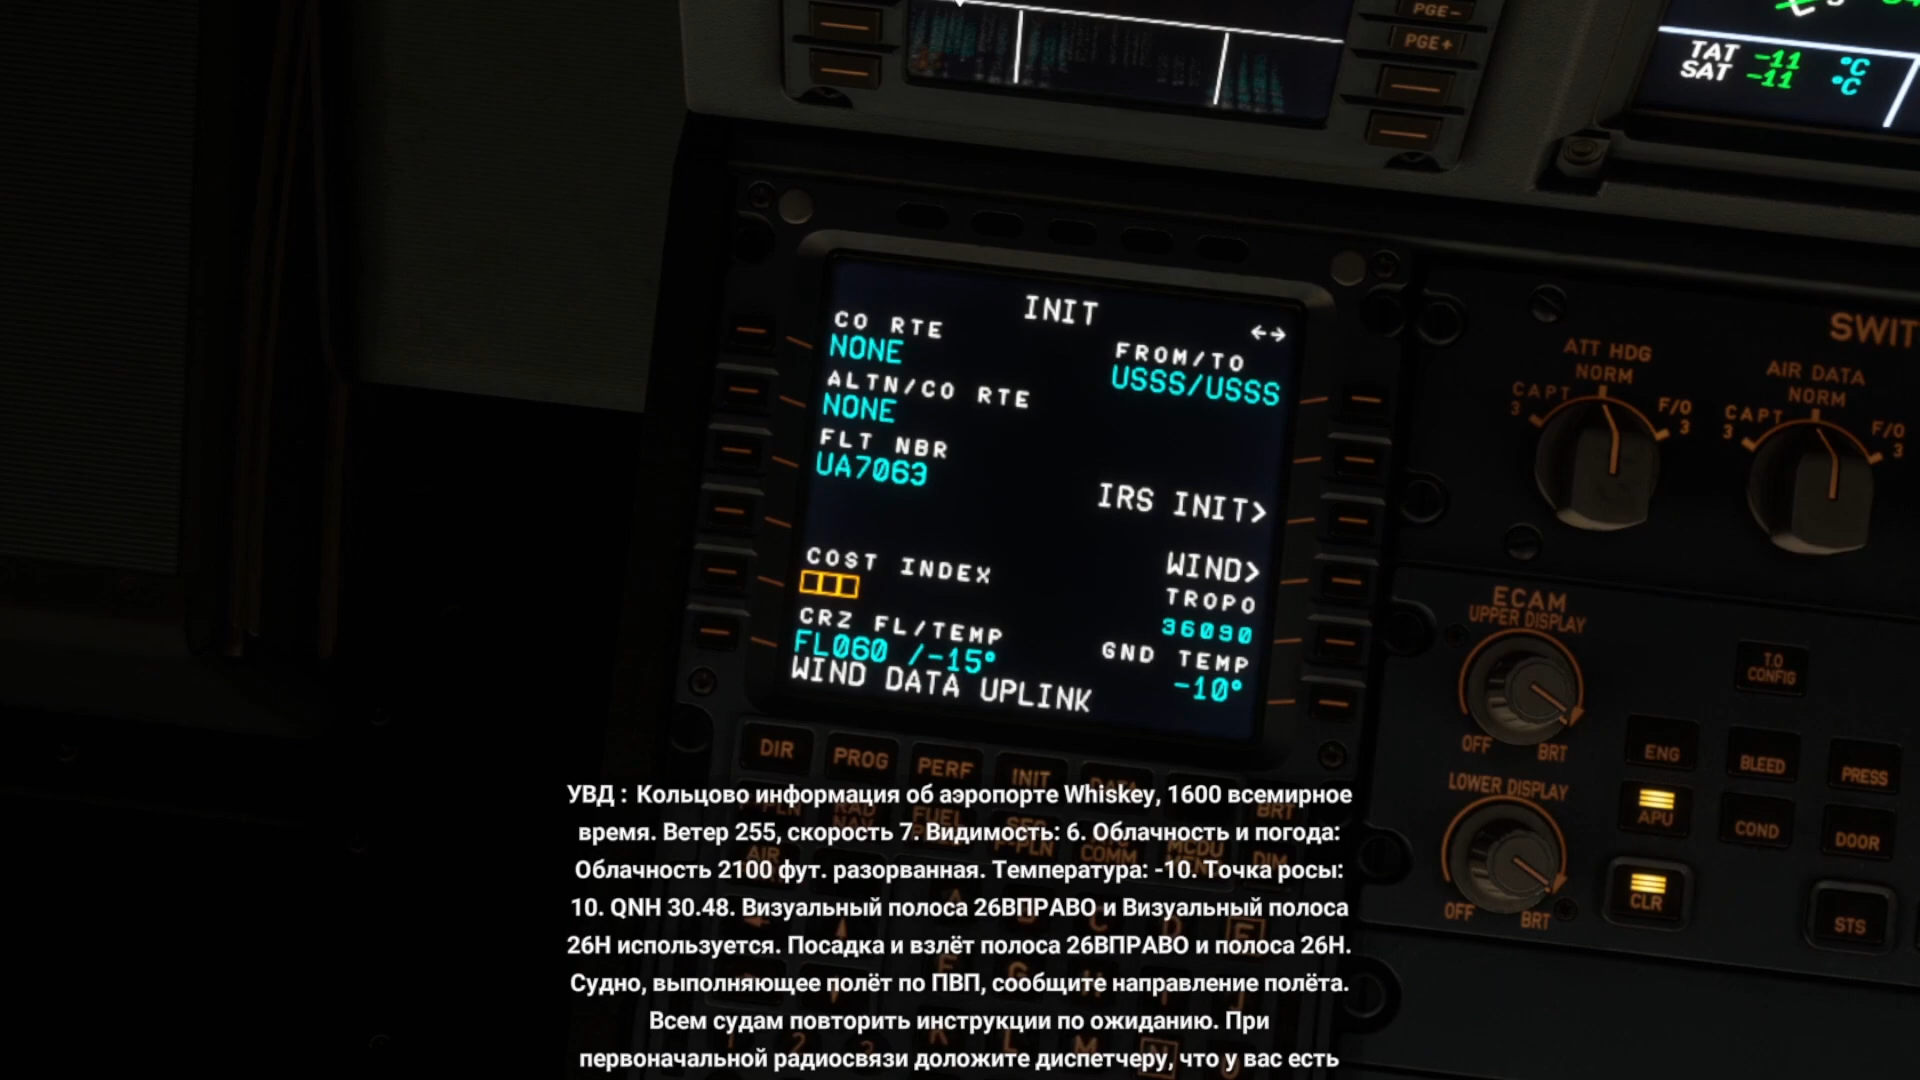 PGE-
PGE+
TAT -11 °C
SAT -11 °C
INIT
CO RTE
NONE
FROM/TO
USSS/USSS
ALTN/CO RTE
NONE
FLT NBR
UA7063
IRS INIT>
COST INDEX
WIND>
TROPO
36090
CRZ FL/TEMP
FL060 /-15°
GND TEMP
-10°
WIND DATA UPLINK
SWIT
ATT HDG
NORM
CAPT
3
F/O
3
AIR DATA
NORM
CAPT
3
F/O
3
ECAM
UPPER DISPLAY
OFF
BRT
T.O
CONFIG
LOWER DISPLAY
OFF
BRT
ENG
BLEED
PRESS
APU
COND
DOOR
CLR
STS
DIR
PROG
PERF
INIT
DATA
BRT
УВД : Кольцово информация об аэропорте Whiskey, 1600 всемирное
время. Ветер 255, скорость 7. Видимость: 6. Облачность и погода:
Облачность 2100 фут. разорванная. Температура: -10. Точка росы:
10. QNH 30.48. Визуальный полоса 26ВПРАВО и Визуальный полоса
26Н используется. Посадка и взлёт полоса 26ВПРАВО и полоса 26Н.
Судно, выполняющее полёт по ПВП, сообщите направление полёта.
Всем судам повторить инструкции по ожиданию. При
первоначальной радиосвязи доложите диспетчеру, что у вас есть